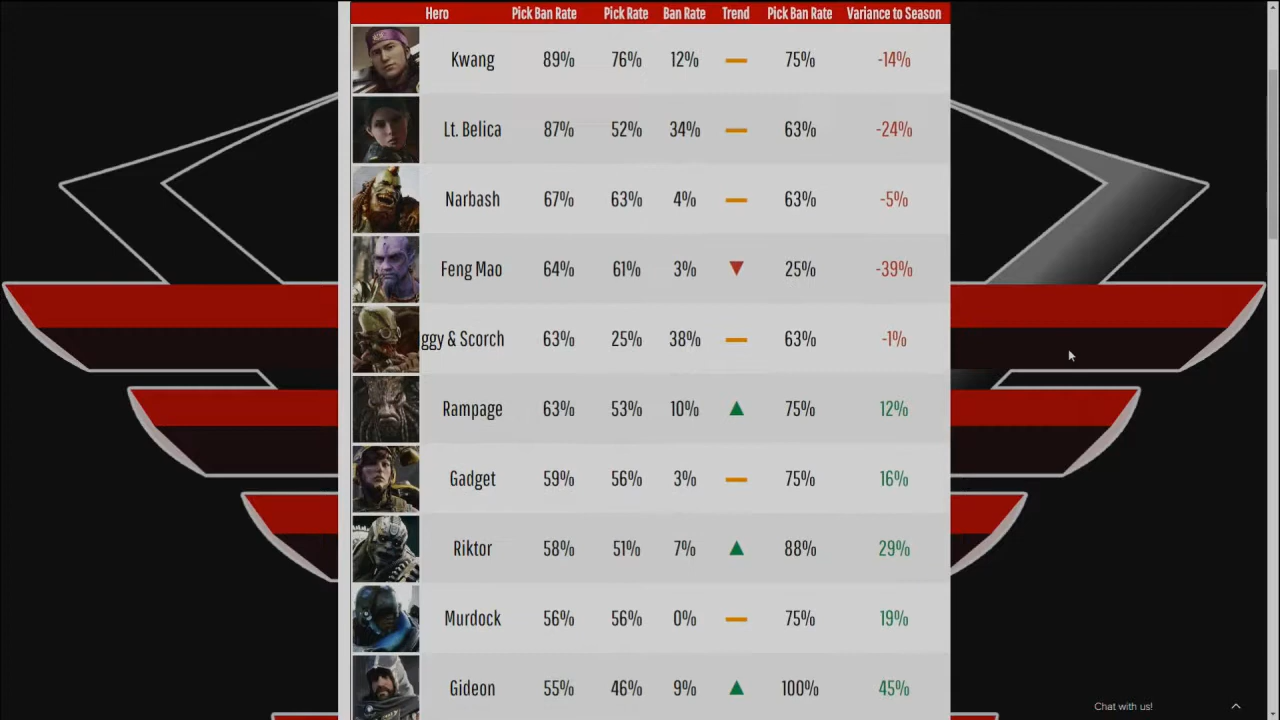 Hero Pick Ban Rate Pick Rate Ban Rate Trend Pick Ban Rate Variance to Season
Kwang 89% 76% 12% 75% -14%
Lt. Belica 87% 52% 34% 63% -24%
Narbash 67% 63% 4% 63% -5%
Feng Mao 64% 61% 3% 25% -39%
ggy & Scorch 63% 25% 38% 63% -1%
Rampage 63% 53% 10% 75% 12%
Gadget 59% 56% 3% 75% 16%
Riktor 58% 51% 7% 88% 29%
Murdock 56% 56% 0% 75% 19%
Gideon 55% 46% 9% 100% 45%
Chat with us!